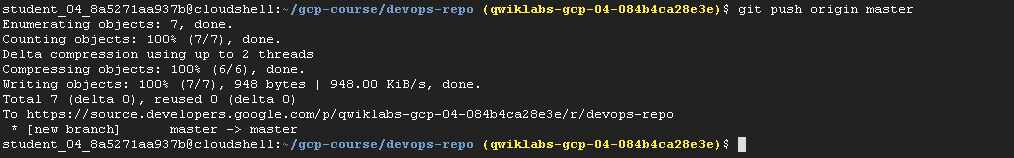 student_04_8a5271aa937b@cloudshell:~/gcp-course/devops-repo (qwiklabs-gcp-04-084b4ca28e3e)$ git push origin master
Enumerating objects: 7, done.
Counting objects: 100% (7/7), done.
Delta compression using up to 2 threads
Compressing objects: 100% (6/6), done.
Writing objects: 100% (7/7), 948 bytes | 948.00 KiB/s, done.
Total 7 (delta 0), reused 0 (delta 0)
To https://source.developers.google.com/p/qwiklabs-gcp-04-084b4ca28e3e/r/devops-repo
 * [new branch]      master -> master
student_04_8a5271aa937b@cloudshell:~/gcp-course/devops-repo (qwiklabs-gcp-04-084b4ca28e3e)$